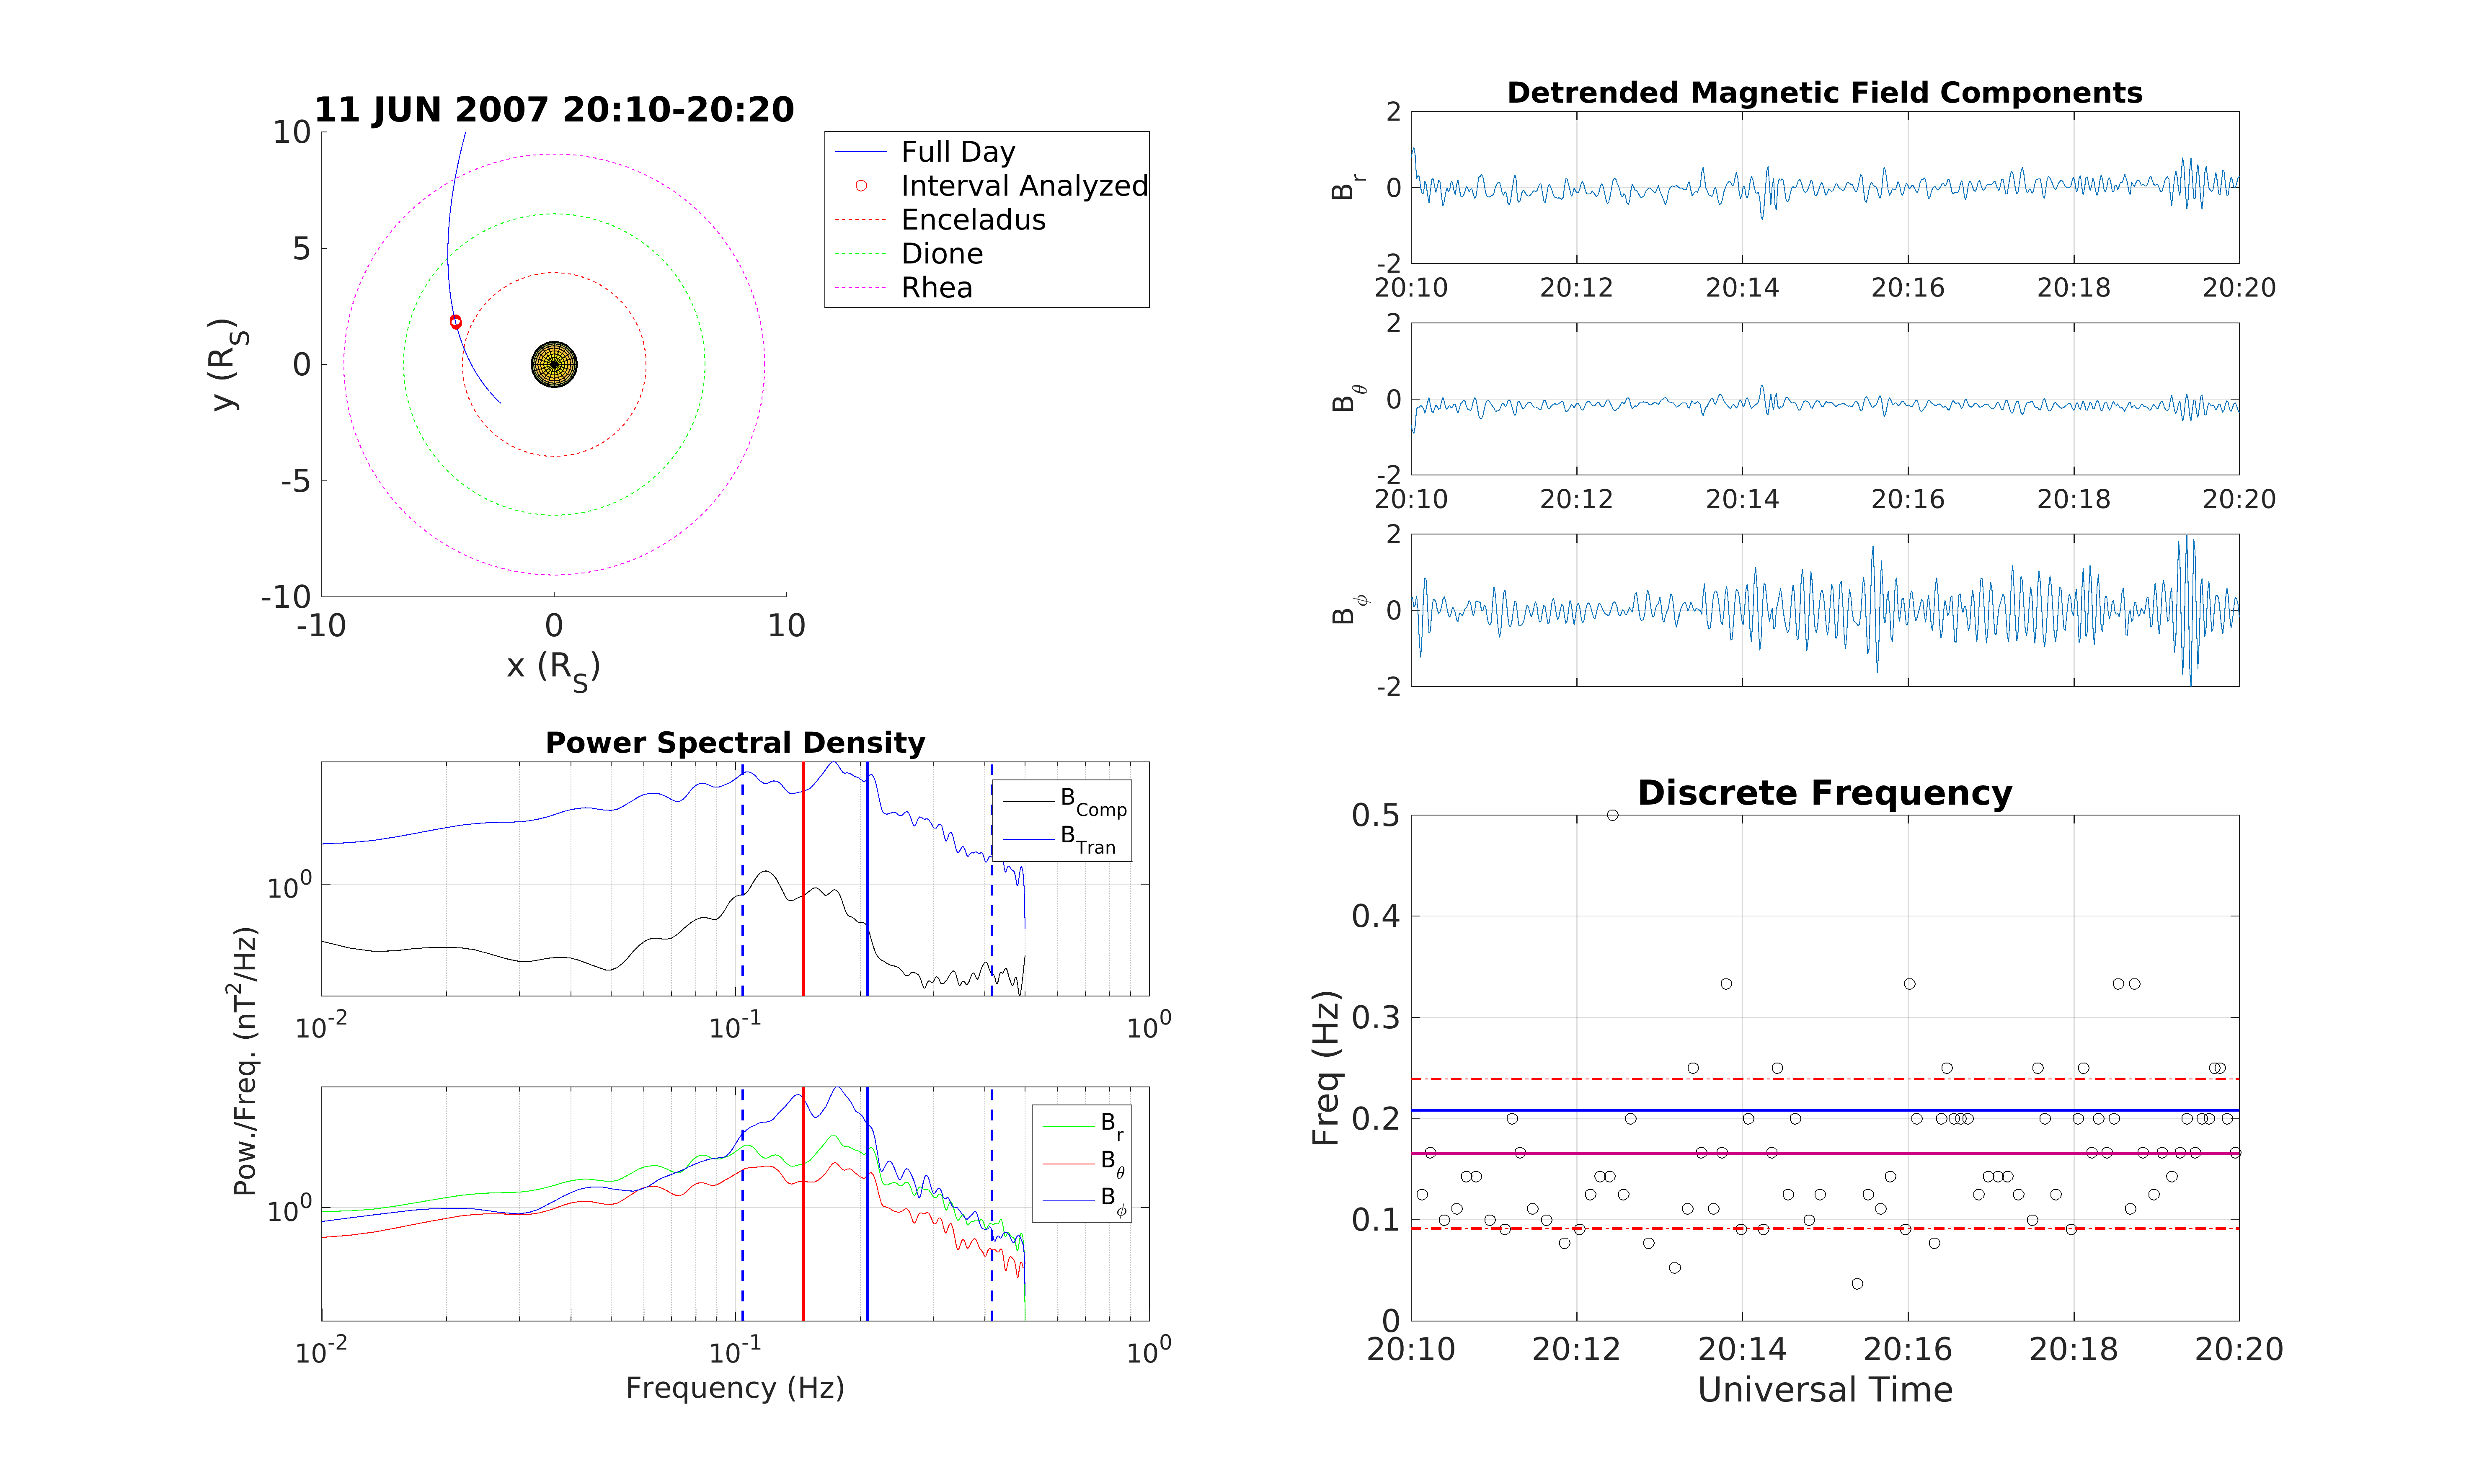 11 JUN 2007 20:10-20:20
10
5
0
-5
-10
-10
0
10
y (R_S)
x (R_S)
Full Day
Interval Analyzed
Enceladus
Dione
Rhea
Detrended Magnetic Field Components
2
0
-2
B_r
20:10
20:12
20:14
20:16
20:18
20:20
2
0
-2
B_θ
20:10
20:12
20:14
20:16
20:18
20:20
2
0
-2
B_ϕ
Power Spectral Density
B_Comp
B_Tran
10^0
10^-2
10^-1
10^0
Pow./Freq. (nT^2/Hz)
B_r
B_θ
B_ϕ
10^0
10^-2
10^-1
10^0
Frequency (Hz)
Discrete Frequency
0.5
0.4
0.3
0.2
0.1
0
Freq (Hz)
20:10
20:12
20:14
20:16
20:18
20:20
Universal Time